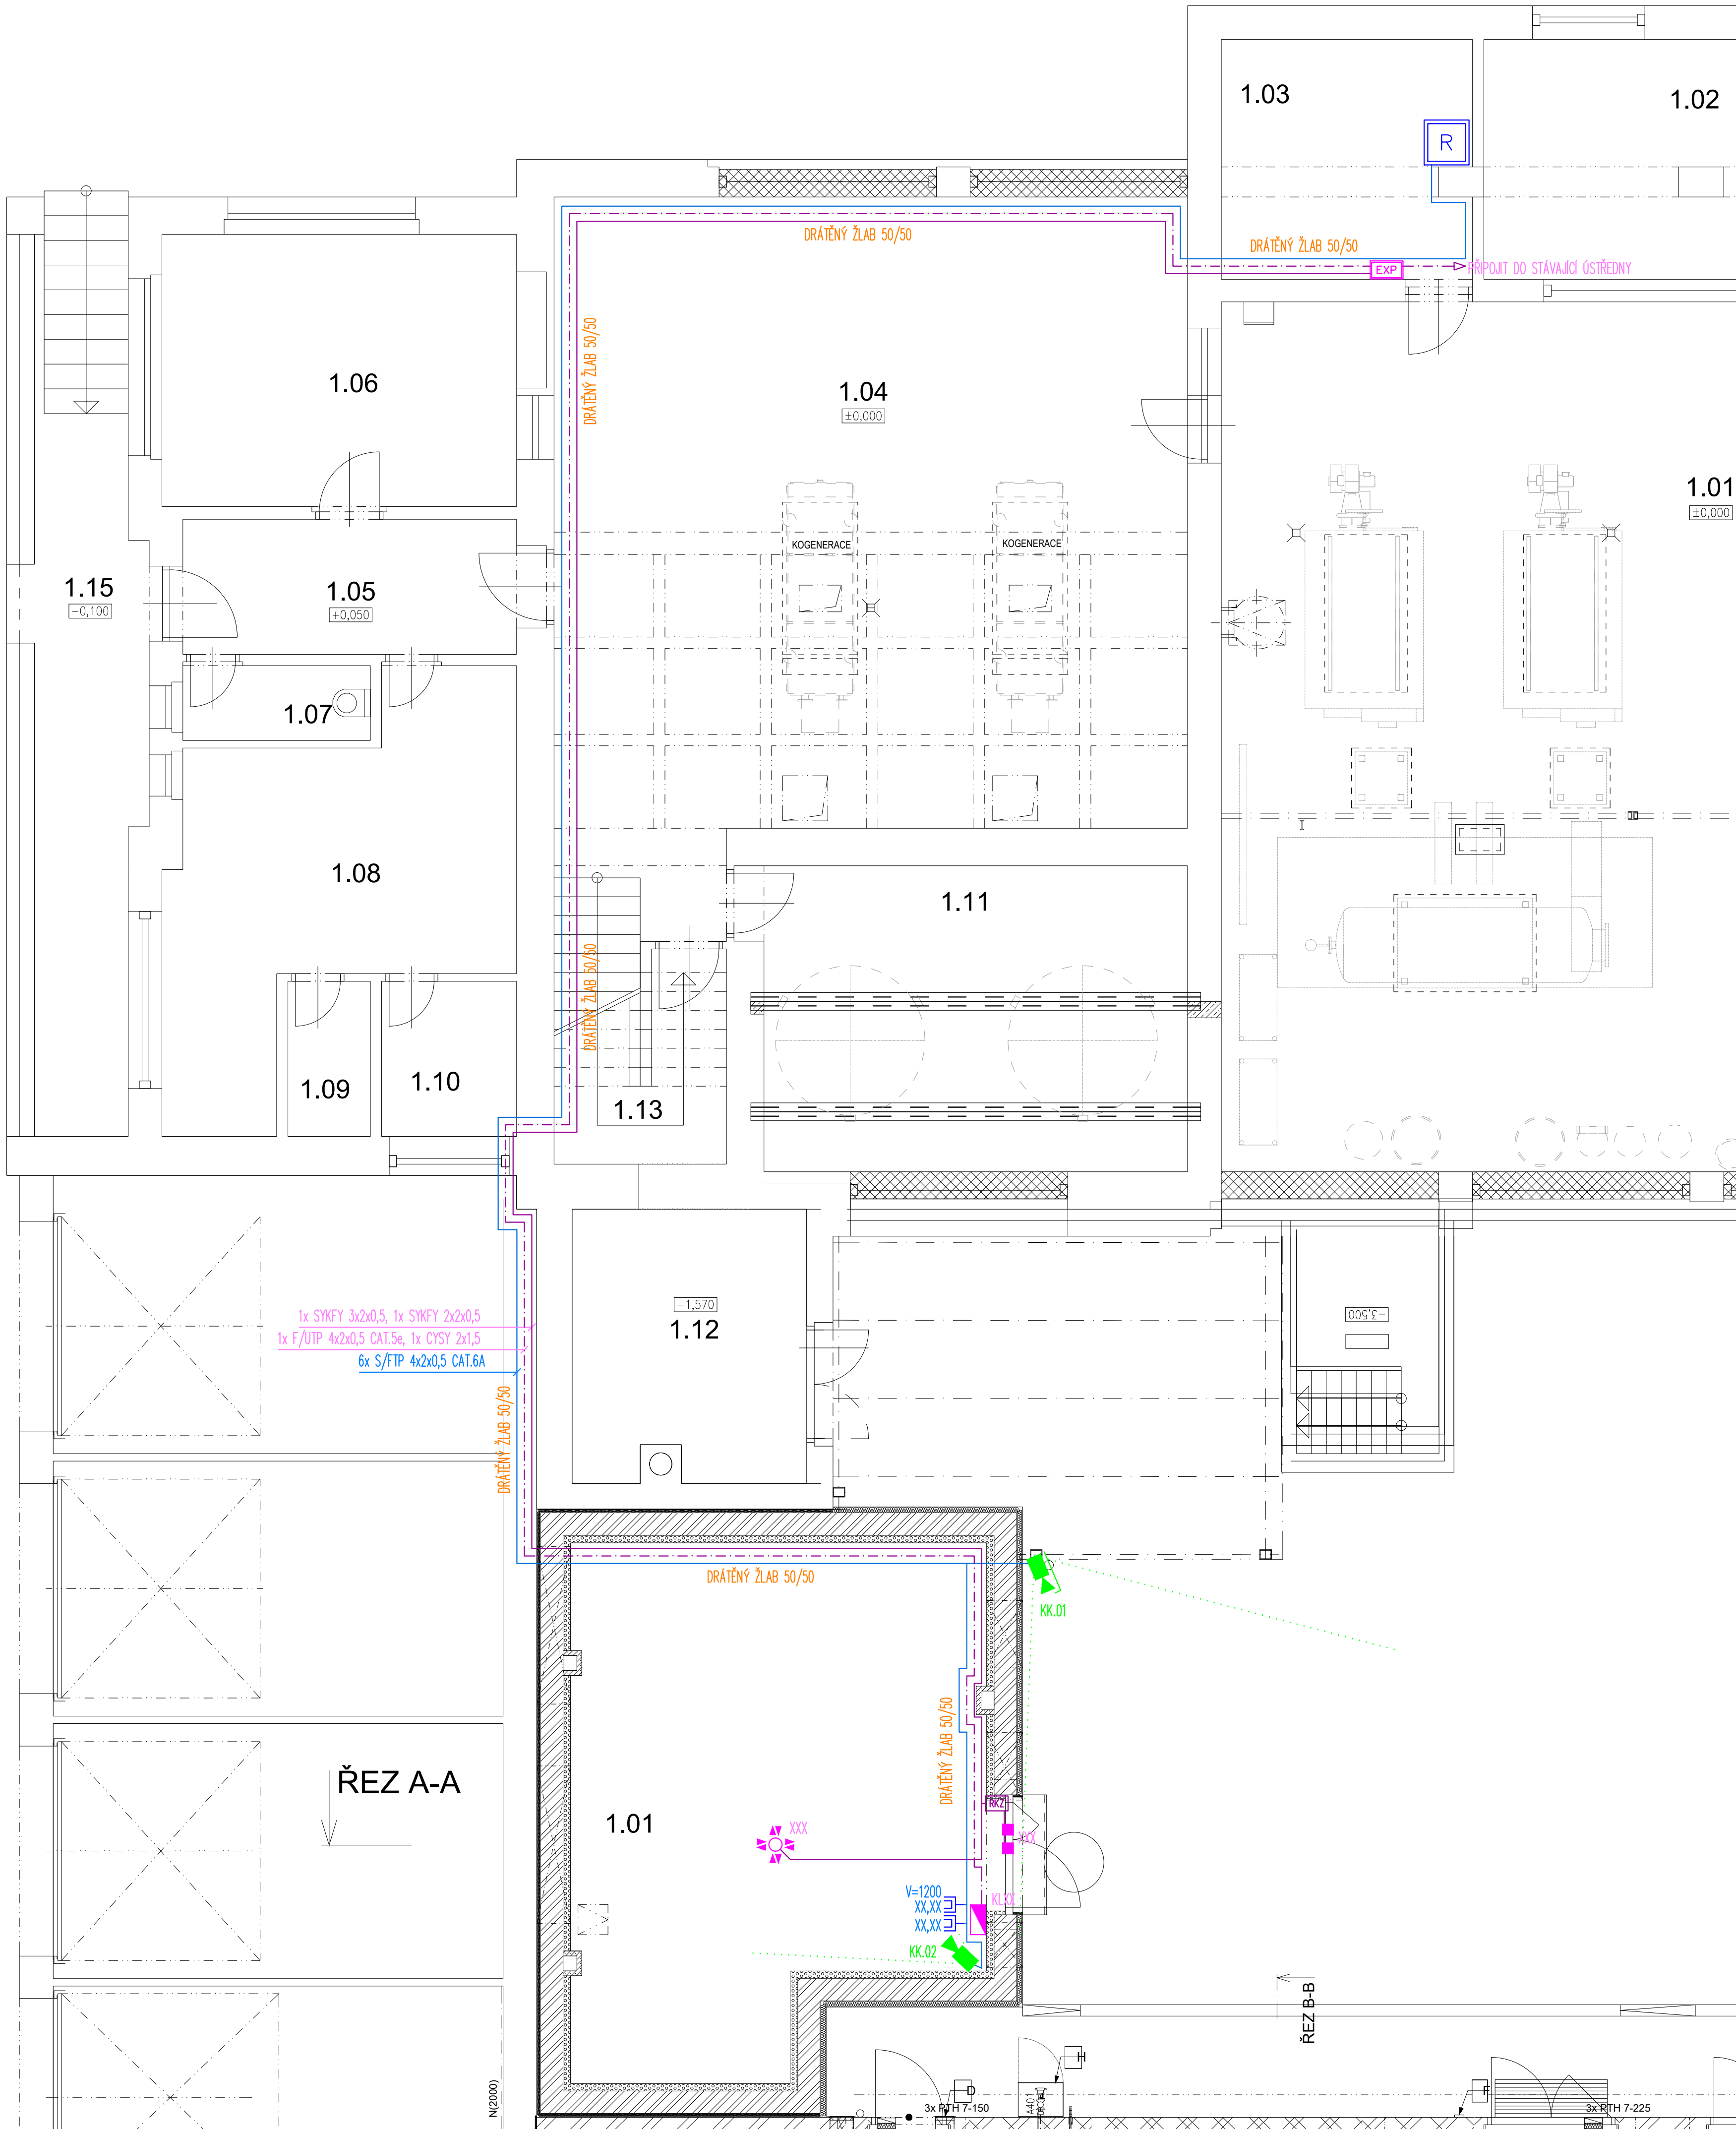 1.03
1.02
R
DRÁTĚNÝ ŽLAB 50/50
DRÁTĚNÝ ŽLAB 50/50
EXP
PŘIPOJIT DO STÁVAJÍCÍ ÚSTŘEDNY
DRÁTĚNÝ ŽLAB 50/50
1.06
1.04
±0,000
1.01
±0,000
KOGENERACE
KOGENERACE
1.15
-0,100
1.05
+0,050
1.07
I
1.08
1.11
DRÁTĚNÝ ŽLAB 50/50
1.09
1.10
1.13
-1,570
1.12
-3,500
1x SYKFY 3x2x0,5, 1x SYKFY 2x2x0,5
1x F/UTP 4x2x0,5 CAT.5e, 1x CYSY 2x1,5
6x S/FTP 4x2x0,5 CAT.6A
DRÁTĚNÝ ŽLAB 50/50
DRÁTĚNÝ ŽLAB 50/50
KK.01
DRÁTĚNÝ ŽLAB 50/50
ŘEZ A-A
1.01
XXX
RKZ
XXX
V=1200
XX,XX
XX,XX
KL.XX
KK.02
ŘEZ B-B
H
D
F
N(2000)
3x PTH 7-150
A401
3x PTH 7-225